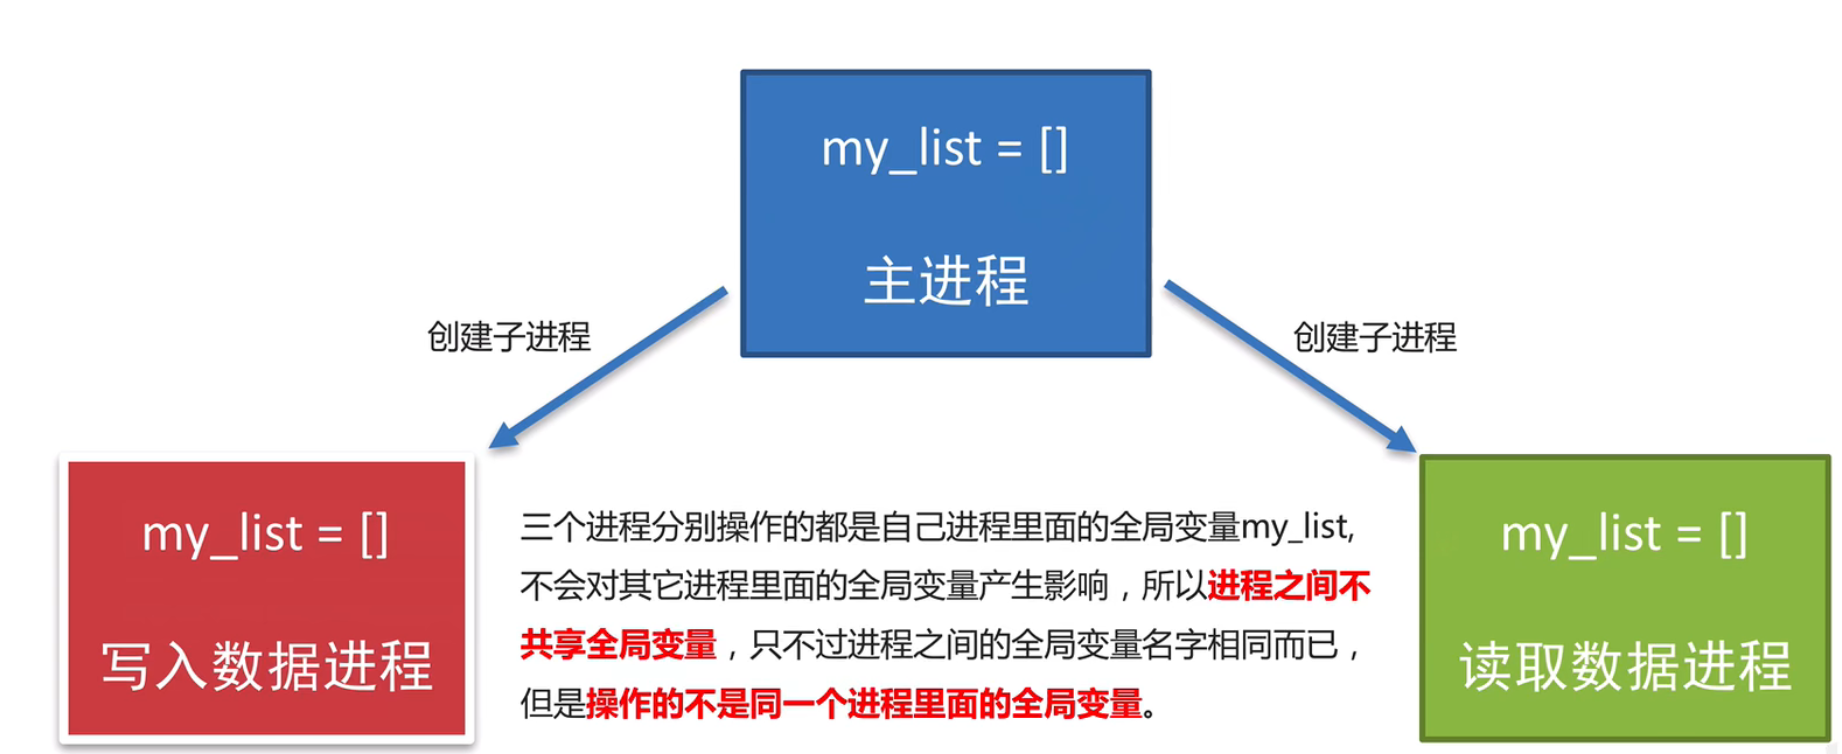 my_list = []
主进程
创建子进程
创建子进程
my_list = []
写入数据进程
三个进程分别操作的都是自己进程里面的全局变量my_list,
不会对其它进程里面的全局变量产生影响，所以进程之间不
共享全局变量，只不过进程之间的全局变量名字相同而已，
但是操作的不是同一个进程里面的全局变量。
my_list = []
读取数据进程